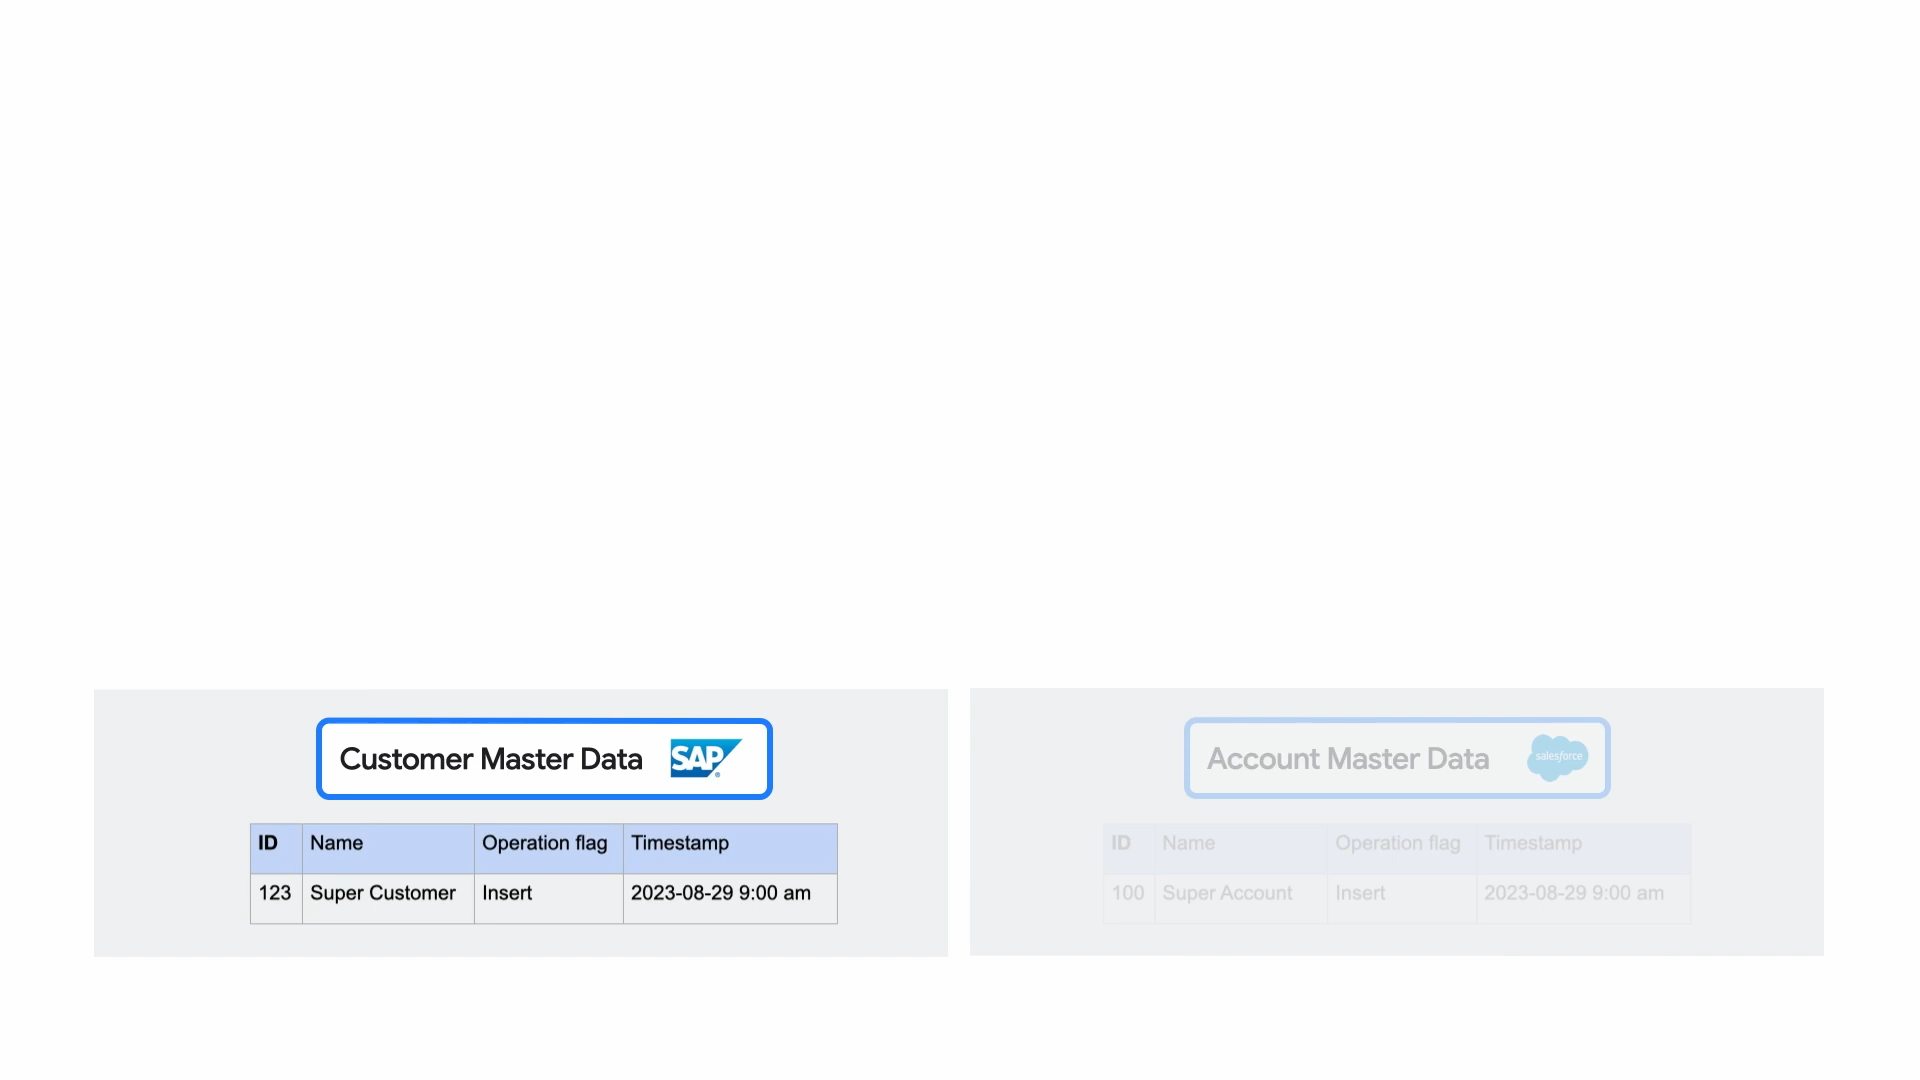 Customer Master Data SAP®
ID Name Operation flag Timestamp
123 Super Customer Insert 2023-08-29 9:00 am
Account Master Data salesforce
ID Name Operation flag Timestamp
100 Super Account Insert 2023-08-29 9:00 am